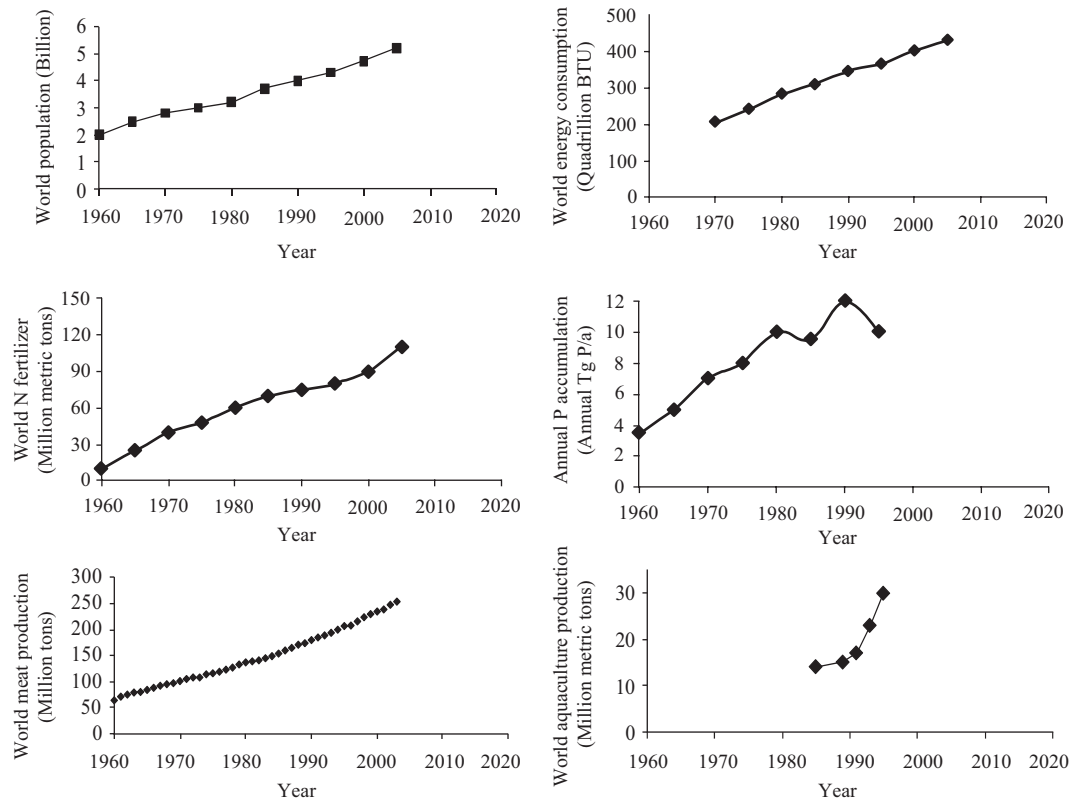 World population (Billion)
6
5
4
3
2
1
0
1960 1970 1980 1990 2000 2010 2020
Year
World energy consumption
(Quadrillion BTU)
500
400
300
200
100
0
1960 1970 1980 1990 2000 2010 2020
Year
World N fertilizer
(Million metric tons)
150
120
90
60
30
0
1960 1970 1980 1990 2000 2010 2020
Year
Annual P accumulation
(Annual Tg P/a)
12
10
8
6
4
2
0
1960 1970 1980 1990 2000 2010 2020
Year
World meat production
(Million tons)
300
250
200
150
100
50
0
1960 1970 1980 1990 2000 2010 2020
Year
World aquaculture production
(Million metric tons)
30
20
10
0
1960 1970 1980 1990 2000 2010 2020
Year